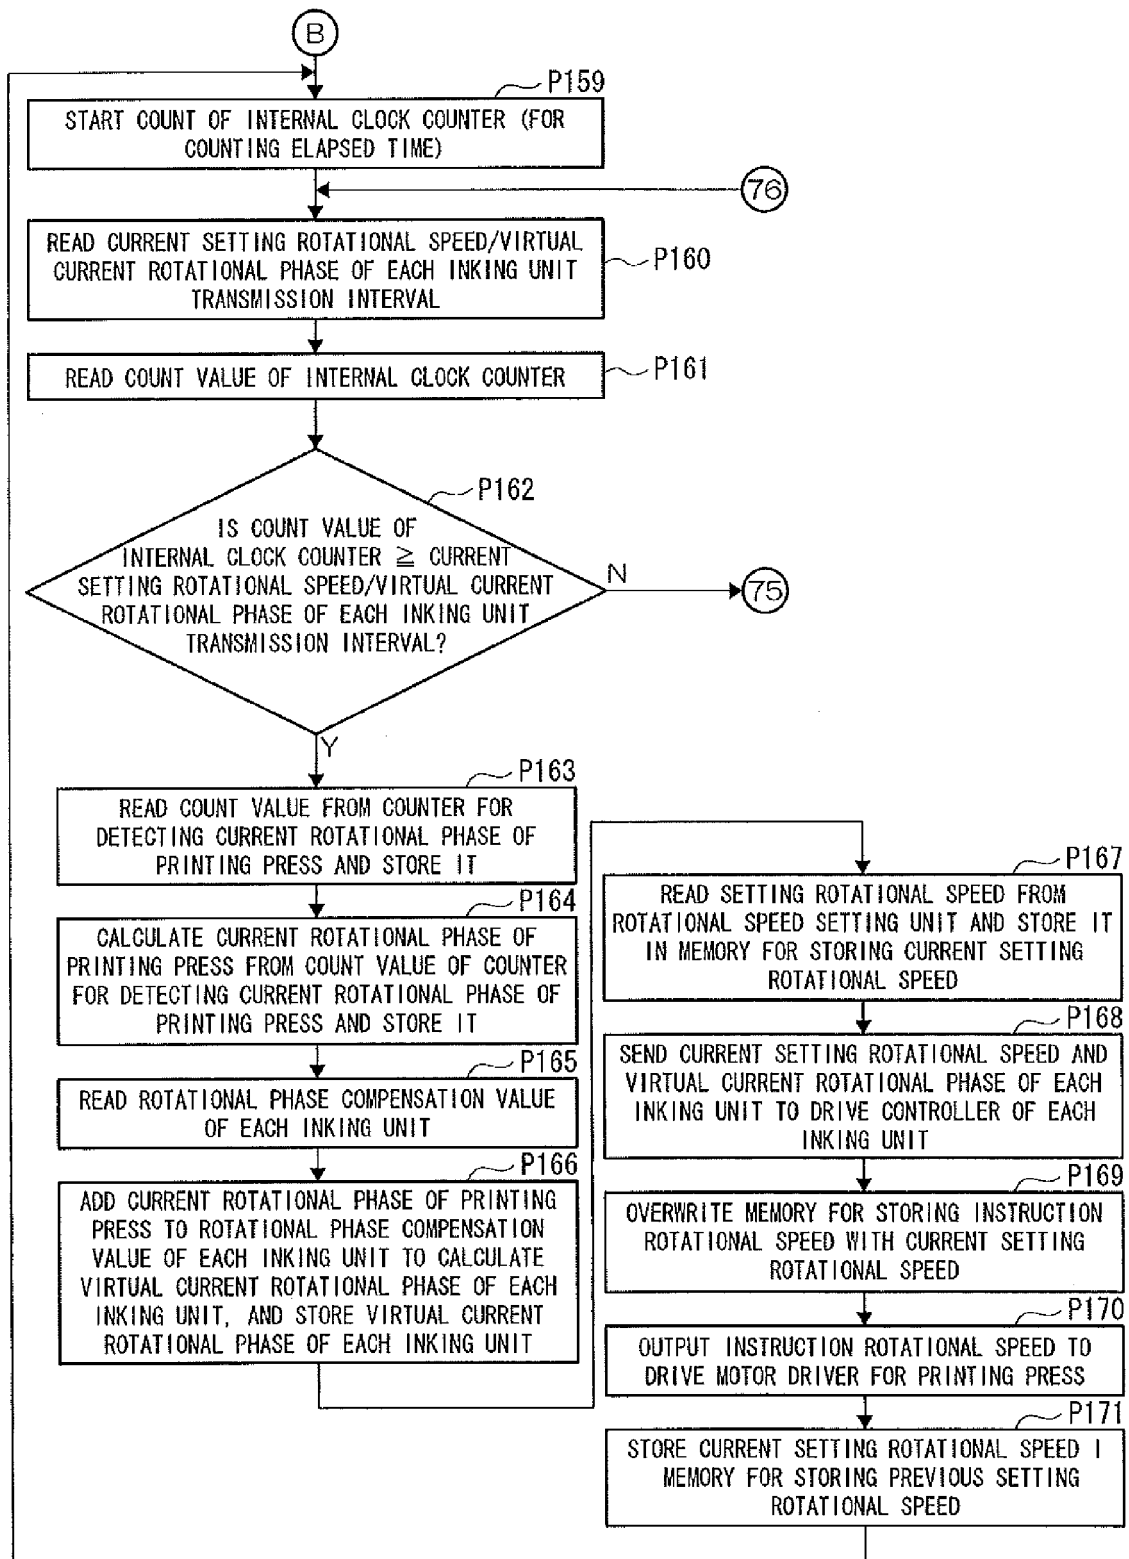 B
P159
START COUNT OF INTERNAL CLOCK COUNTER (FOR
COUNTING ELAPSED TIME)
76
READ CURRENT SETTING ROTATIONAL SPEED/VIRTUAL
CURRENT ROTATIONAL PHASE OF EACH INKING UNIT
TRANSMISSION INTERVAL
P160
READ COUNT VALUE OF INTERNAL CLOCK COUNTER
P161
P162
IS COUNT VALUE OF
INTERNAL CLOCK COUNTER ≧ CURRENT
SETTING ROTATIONAL SPEED/VIRTUAL CURRENT
ROTATIONAL PHASE OF EACH INKING UNIT
TRANSMISSION INTERVAL?
N
75
Y
P163
READ COUNT VALUE FROM COUNTER FOR
DETECTING CURRENT ROTATIONAL PHASE OF
PRINTING PRESS AND STORE IT
P164
CALCULATE CURRENT ROTATIONAL PHASE OF
PRINTING PRESS FROM COUNT VALUE OF COUNTER
FOR DETECTING CURRENT ROTATIONAL PHASE OF
PRINTING PRESS AND STORE IT
P165
READ ROTATIONAL PHASE COMPENSATION VALUE
OF EACH INKING UNIT
P166
ADD CURRENT ROTATIONAL PHASE OF PRINTING
PRESS TO ROTATIONAL PHASE COMPENSATION
VALUE OF EACH INKING UNIT TO CALCULATE
VIRTUAL CURRENT ROTATIONAL PHASE OF EACH
INKING UNIT, AND STORE VIRTUAL CURRENT
ROTATIONAL PHASE OF EACH INKING UNIT
P167
READ SETTING ROTATIONAL SPEED FROM
ROTATIONAL SPEED SETTING UNIT AND STORE IT
IN MEMORY FOR STORING CURRENT SETTING
ROTATIONAL SPEED
P168
SEND CURRENT SETTING ROTATIONAL SPEED AND
VIRTUAL CURRENT ROTATIONAL PHASE OF EACH
INKING UNIT TO DRIVE CONTROLLER OF EACH
INKING UNIT
P169
OVERWRITE MEMORY FOR STORING INSTRUCTION
ROTATIONAL SPEED WITH CURRENT SETTING
ROTATIONAL SPEED
P170
OUTPUT INSTRUCTION ROTATIONAL SPEED TO
DRIVE MOTOR DRIVER FOR PRINTING PRESS
P171
STORE CURRENT SETTING ROTATIONAL SPEED I
MEMORY FOR STORING PREVIOUS SETTING
ROTATIONAL SPEED